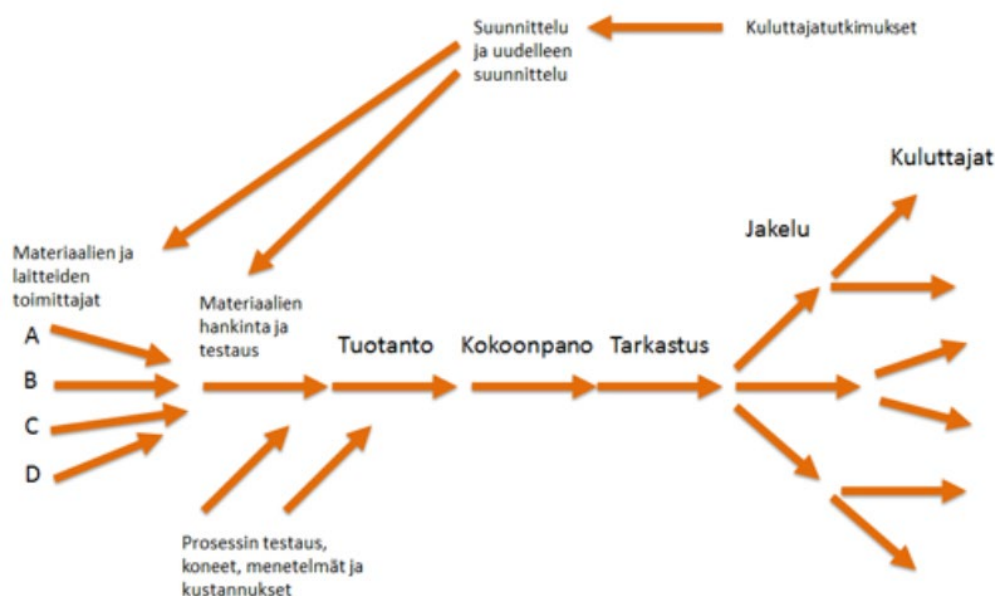 Suunnittelu
ja uudelleen
suunnittelu
Kuluttajatutkimukset
Kuluttajat
Jakelu
Materiaalien ja
laitteiden
toimittajat
A
B
C
D
Materiaalien
hankinta ja
testaus
Tuotanto
Kokoonpano
Tarkastus
Prosessin testaus,
koneet, menetelmät ja
kustannukset